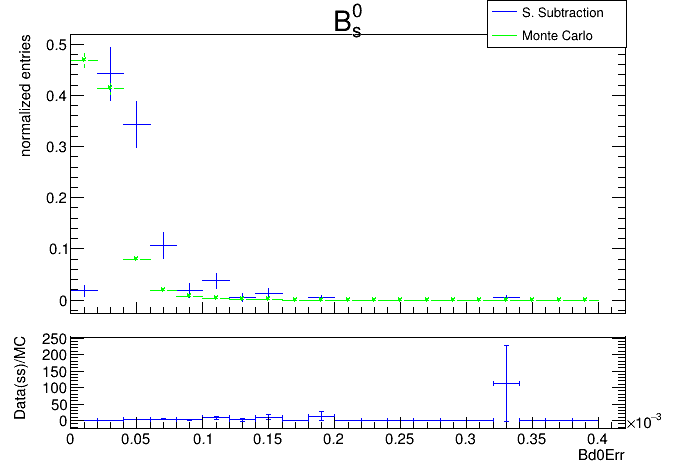 B_s^0
S. Subtraction
Monte Carlo
normalized entries
0.5
0.4
0.3
0.2
0.1
0
Data(ss)/MC
250
200
150
100
50
0
0 0.05 0.1 0.15 0.2 0.25 0.3 0.35 0.4
×10⁻³
Bd0Err